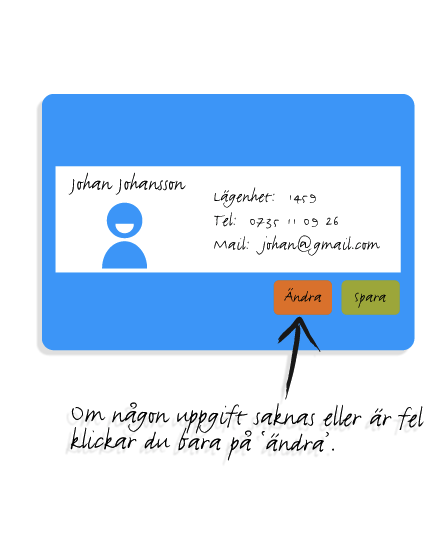 Johan Johansson
Lägenhet: 1459
Tel: 0735 11 09 26
Mail: johan@gmail.com
Ändra
Spara
Om någon uppgift saknas eller är fel
klickar du bara på 'ändra'.